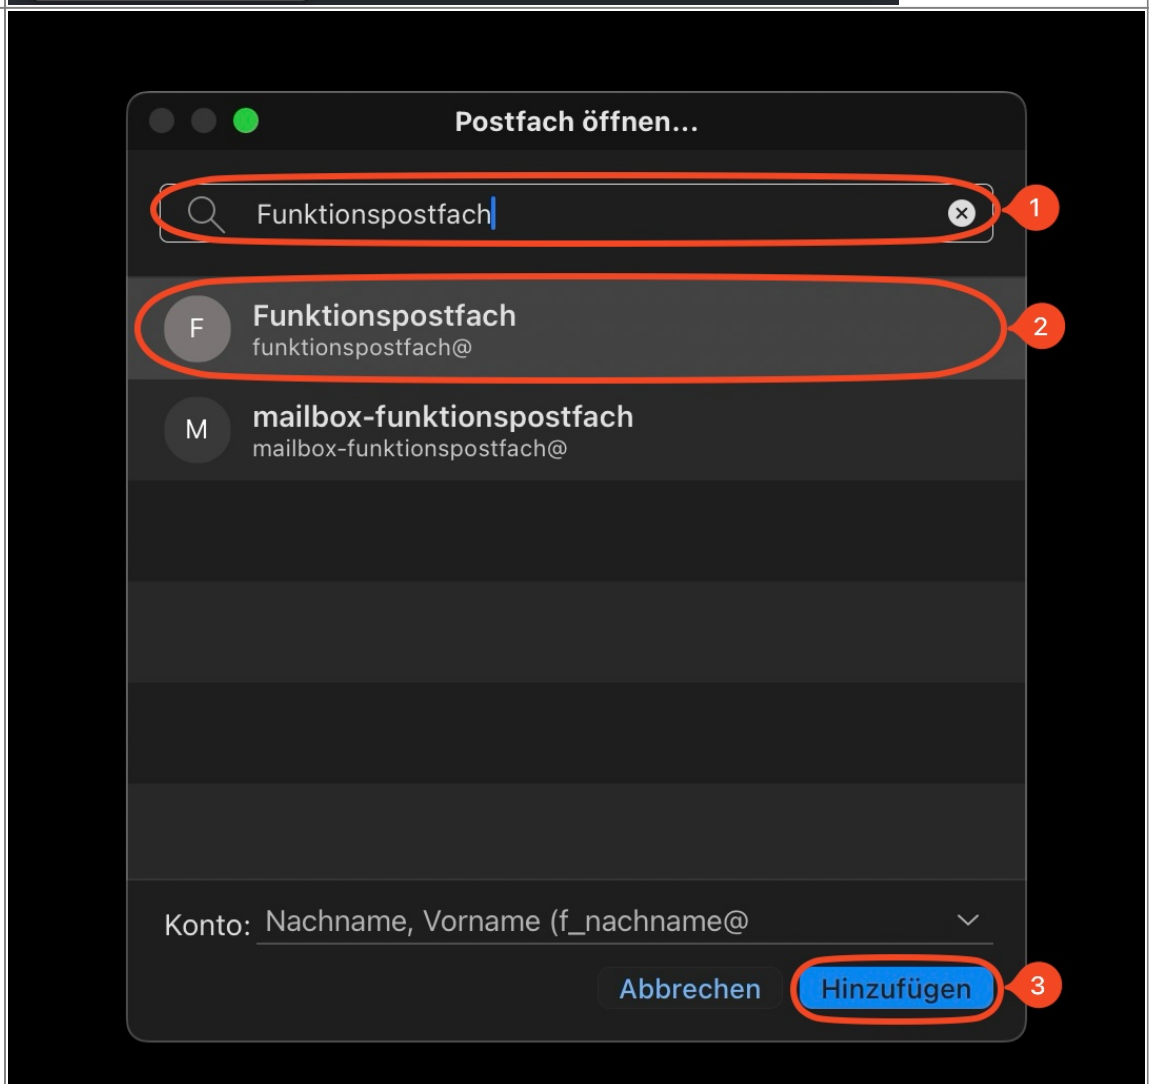 Postfach öffnen...
Funktionspostfach
1
F
Funktionspostfach
funktionspostfach@
2
M
mailbox-funktionspostfach
mailbox-funktionspostfach@
Konto: Nachname, Vorname (f_nachname@
Abbrechen
Hinzufügen
3